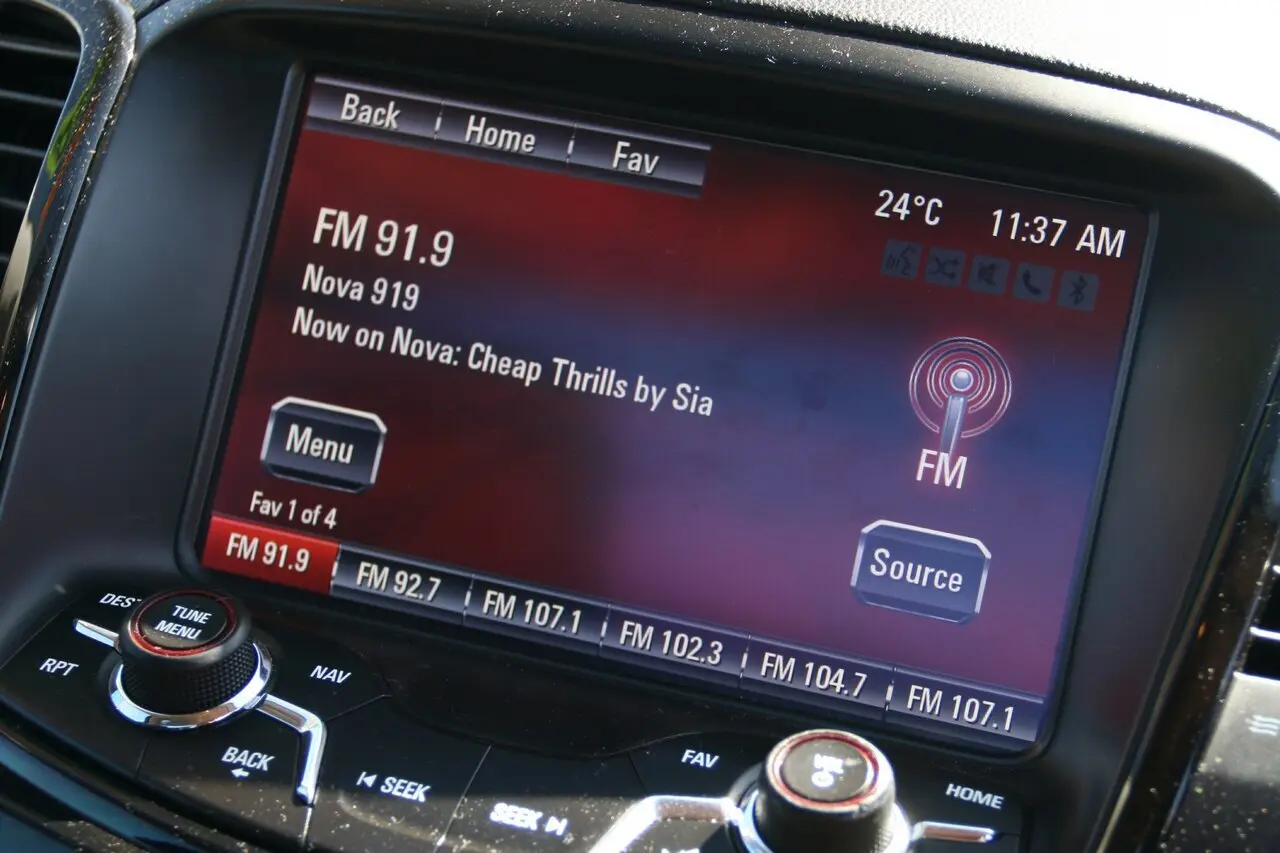 Back Home Fav
24°C 11:37 AM
FM 91.9
Nova 919
Now on Nova: Cheap Thrills by Sia
FM
Menu
Source
Fav 1 of 4
FM 91.9 FM 92.7 FM 107.1 FM 102.3 FM 104.7 FM 107.1
TUNE
MENU
RPT
NAV
BACK
SEEK
SEEK
FAV
HOME